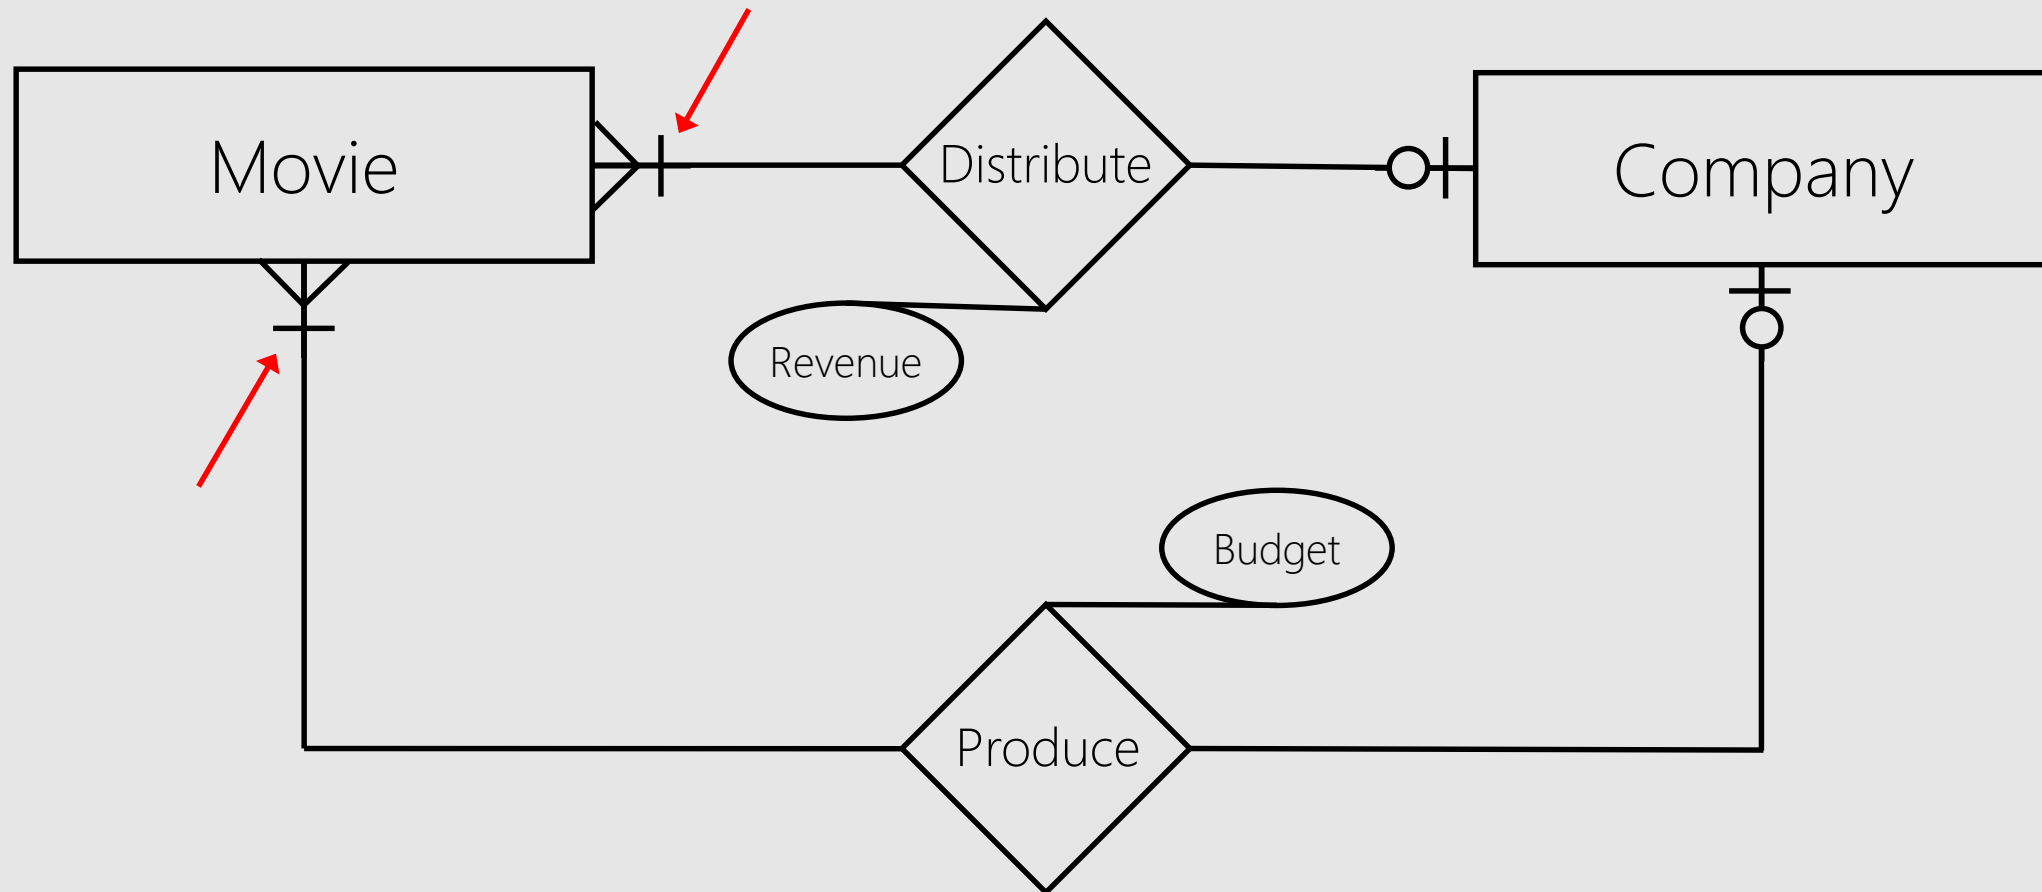 Movie
Distribute
Company
Revenue
Budget
Produce